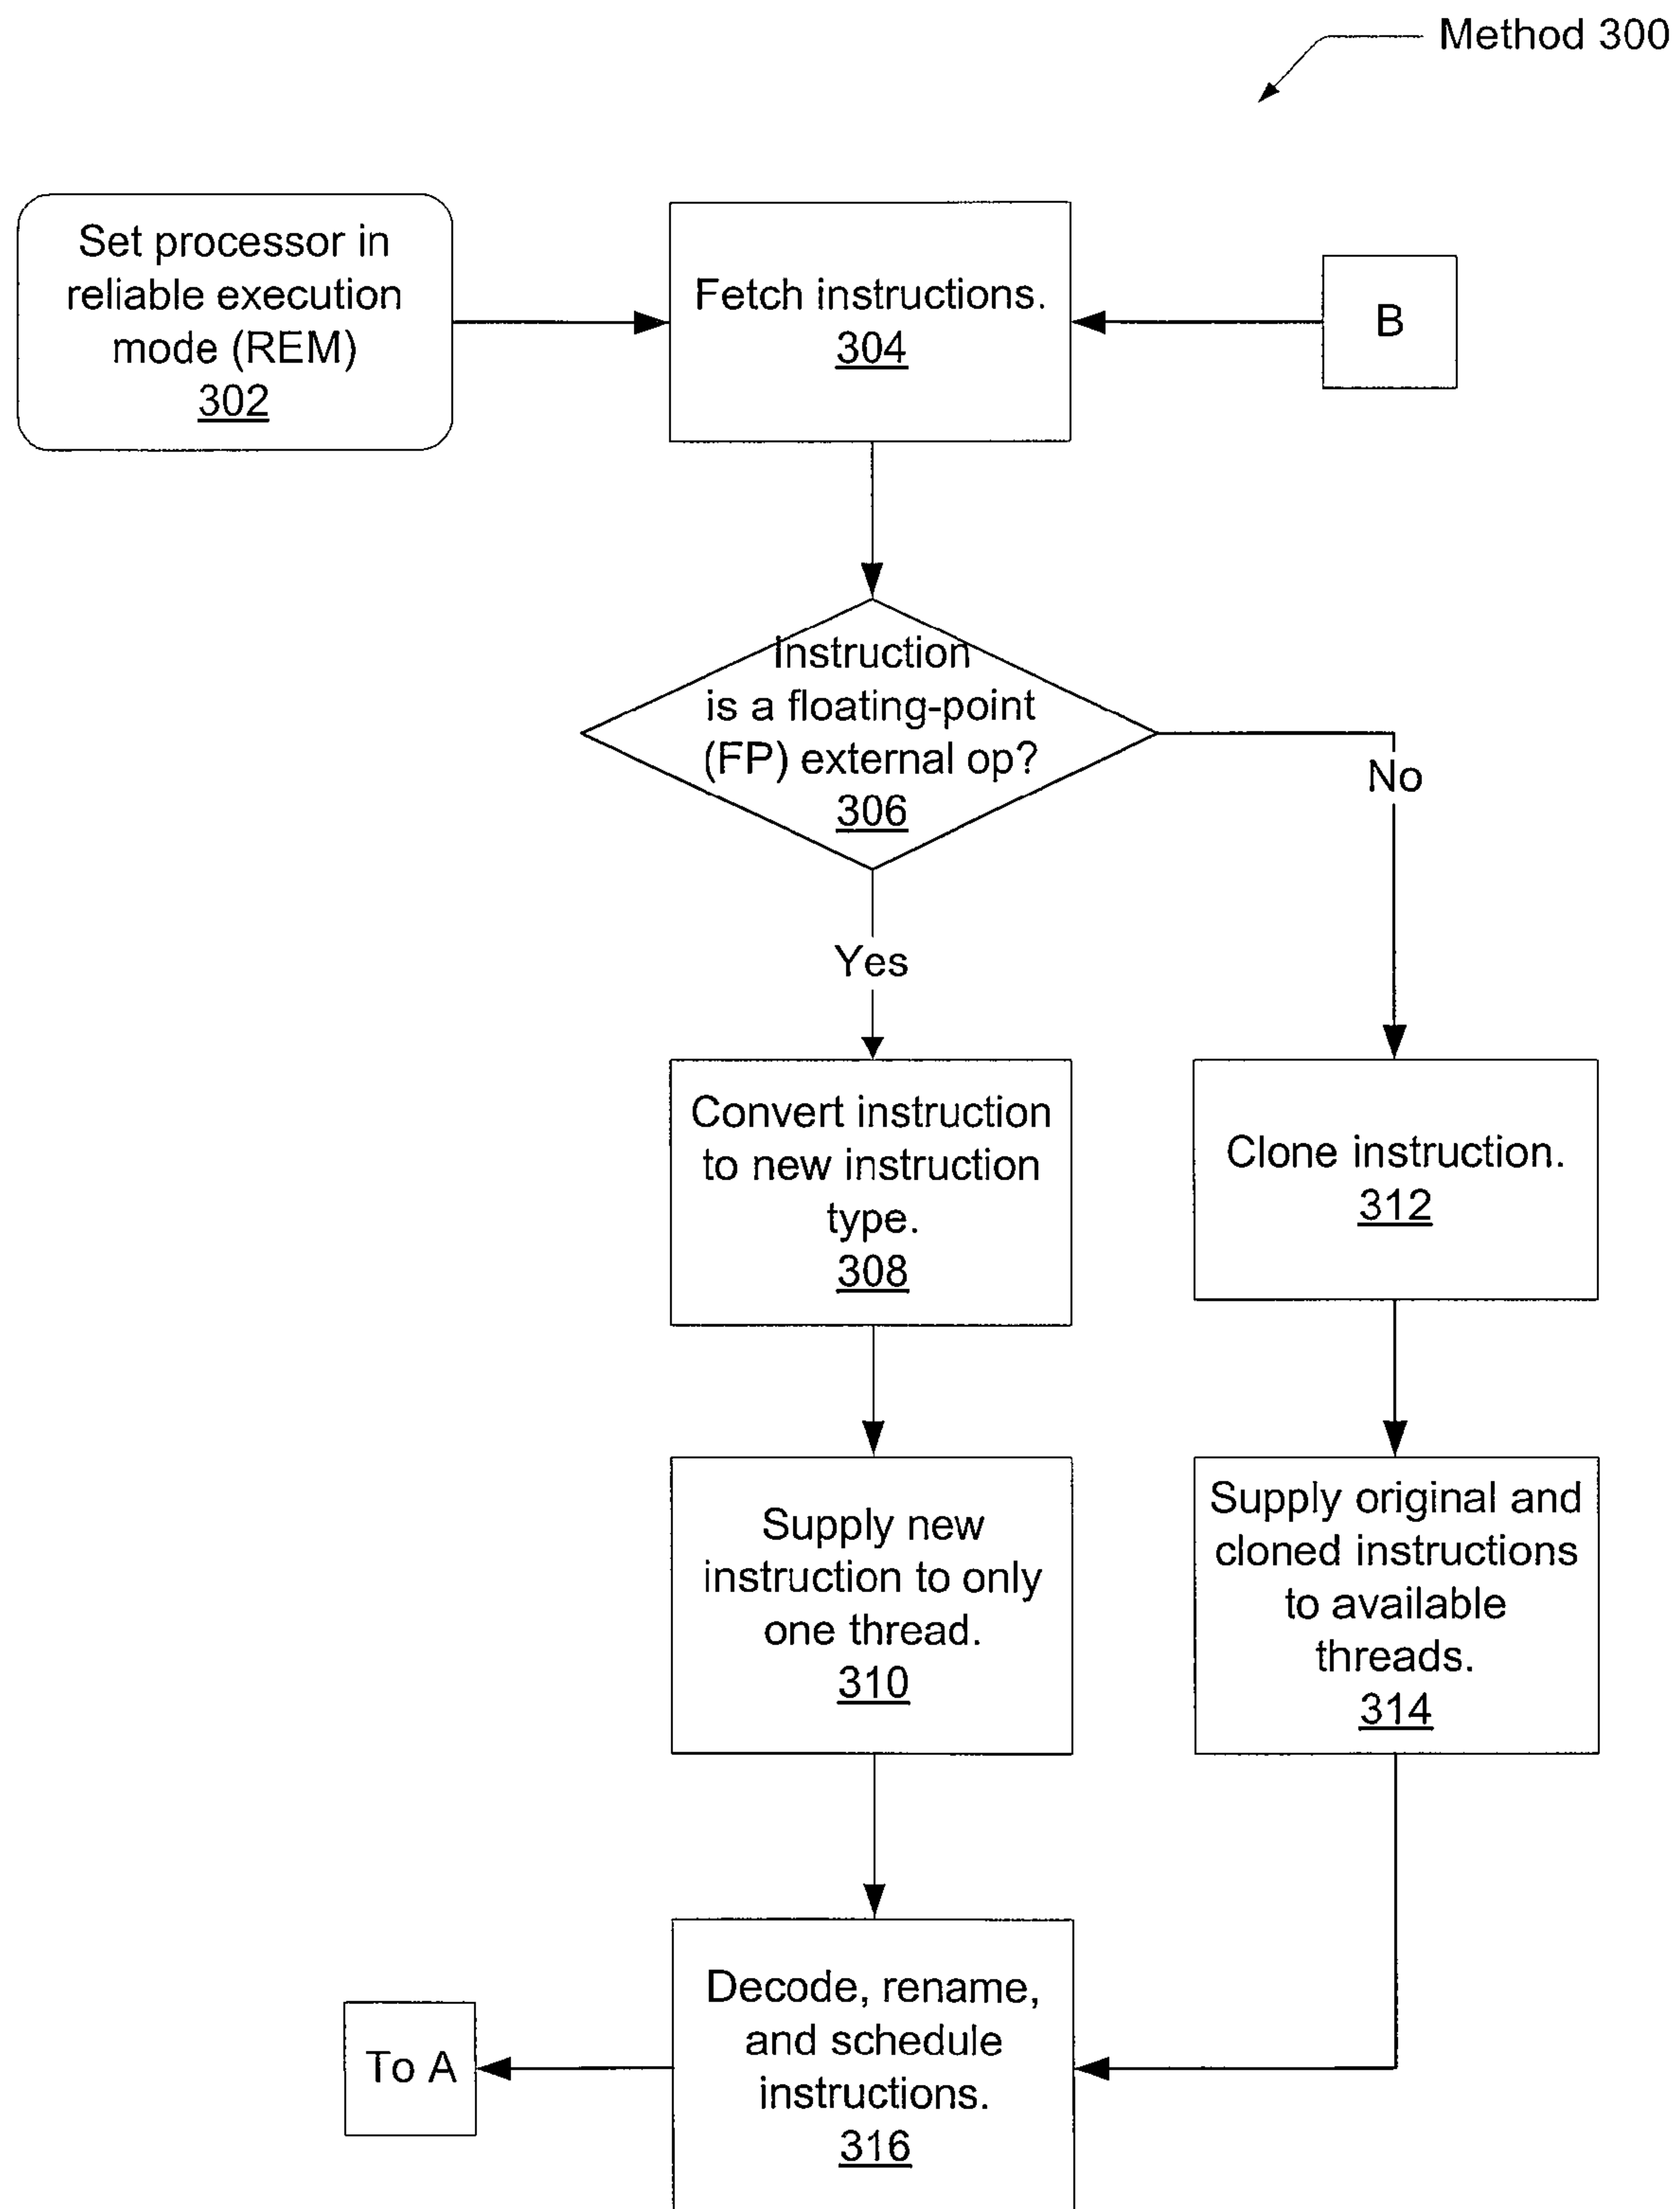 Method 300
Set processor in
reliable execution
mode (REM)
302
Fetch instructions.
304
B
Instruction
is a floating-point
(FP) external op?
306
No
Yes
Convert instruction
to new instruction
type.
308
Clone instruction.
312
Supply new
instruction to only
one thread.
310
Supply original and
cloned instructions
to available
threads.
314
Decode, rename,
and schedule
instructions.
316
To A